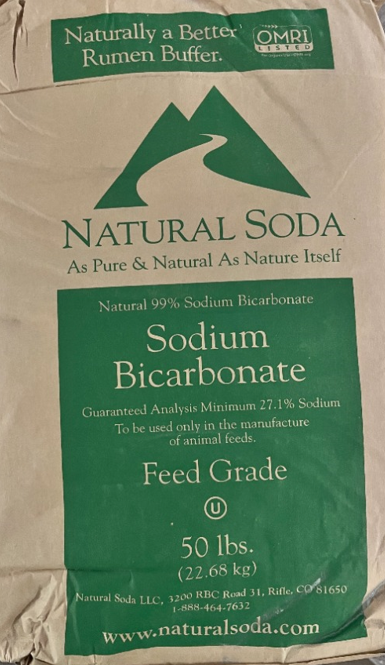 Naturally a Better
Rumen Buffer.
OMRI
LISTED
NATURAL SODA
As Pure & Natural As Nature Itself
Natural 99% Sodium Bicarbonate
Sodium
Bicarbonate
Guaranteed Analysis Minimum 27.1% Sodium
To be used only in the manufacture
of animal feeds.
Feed Grade
U
50 lbs.
(22.68 kg)
Natural Soda LLC, 3200 RBC Road 31, Rifle, CO 81650
1-888-464-7632
www.naturalsoda.com